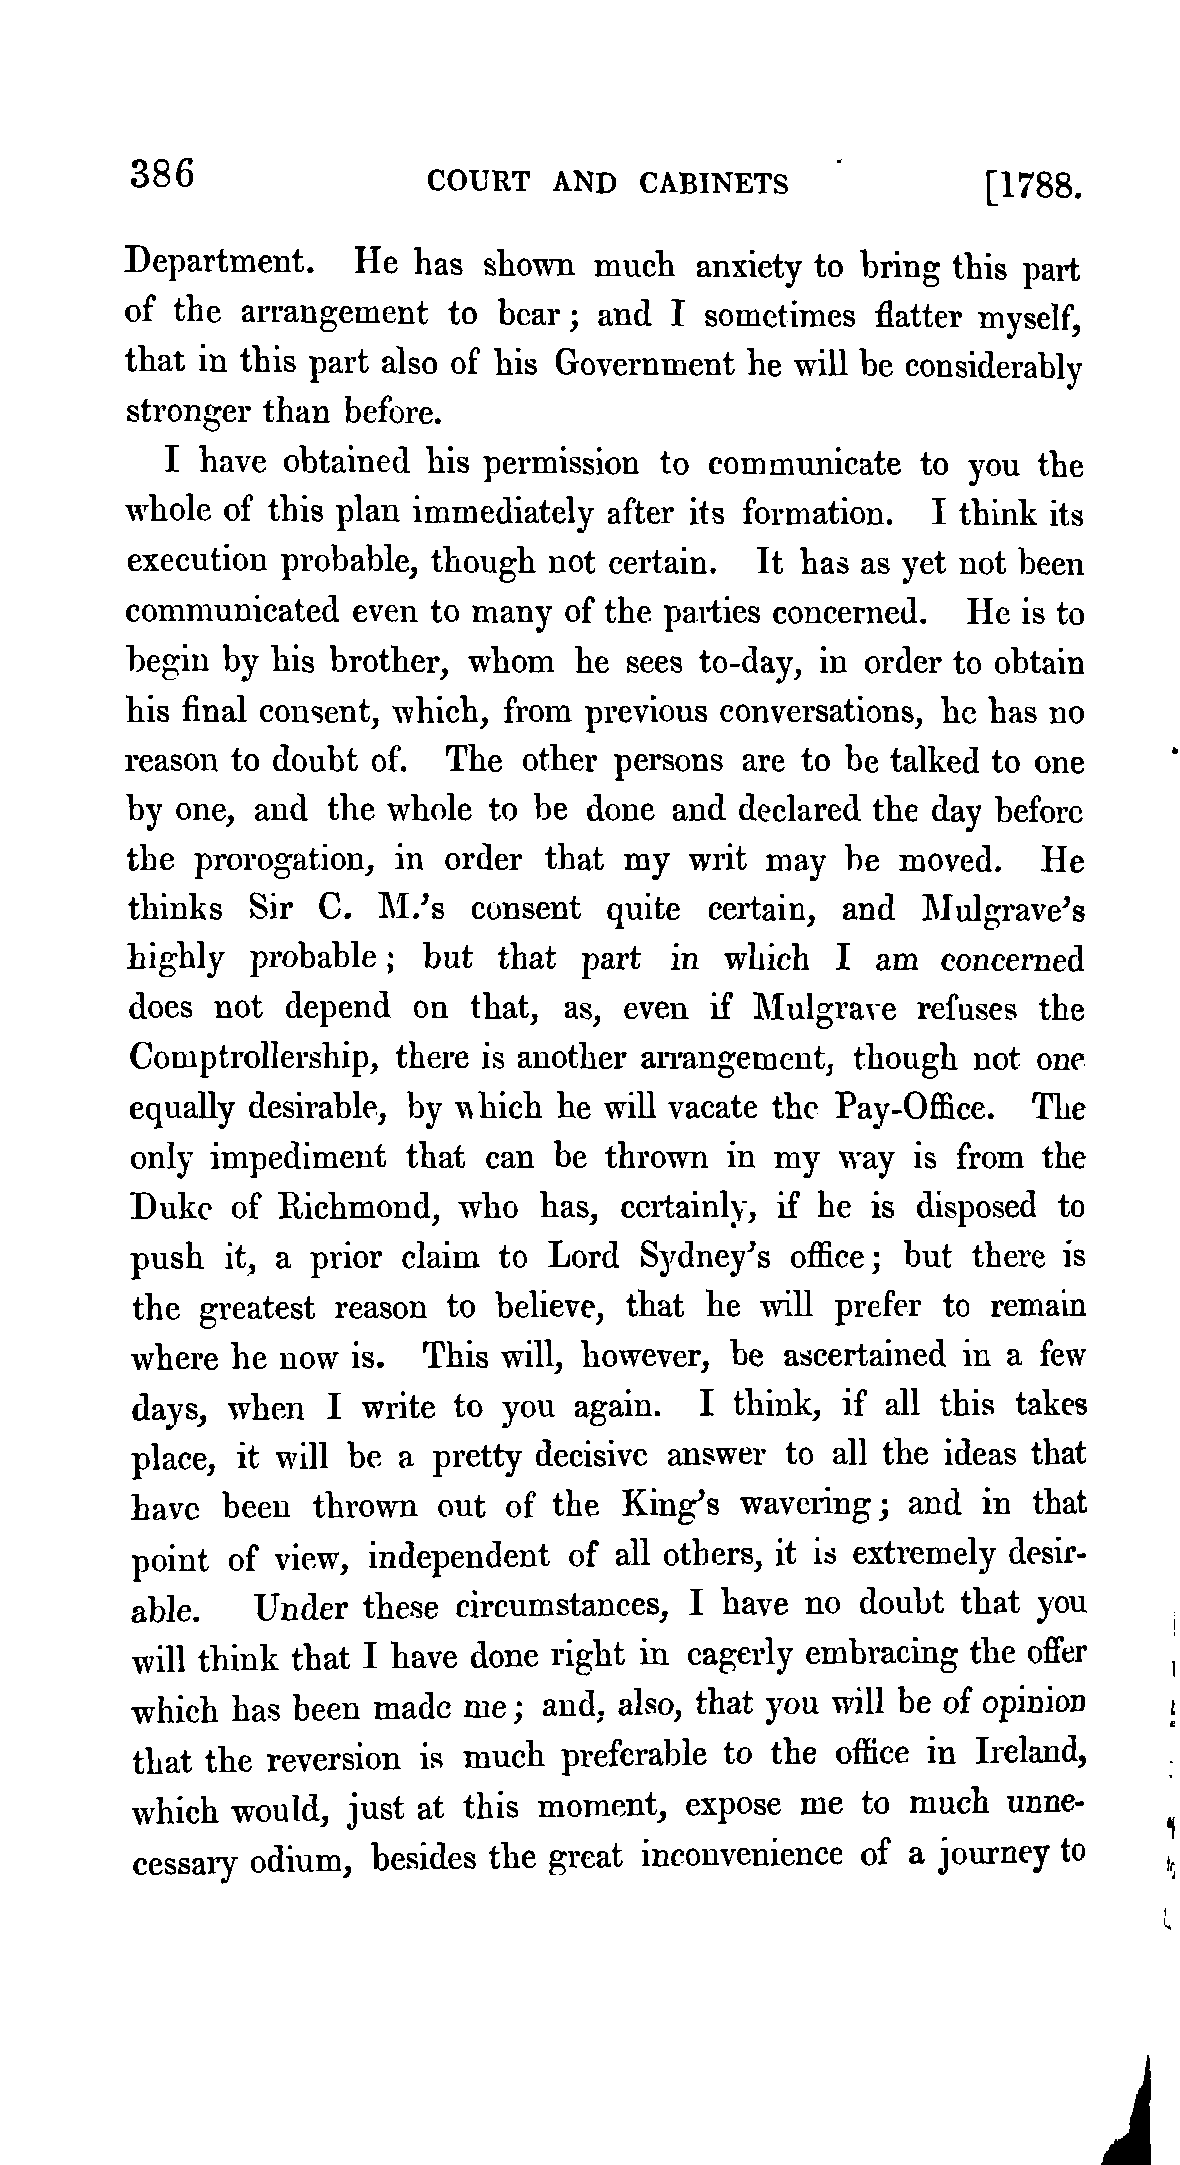 386 COURT AND CABINETS [1788.
Department. He has shown much anxiety to bring this part
of the arrangement to bear; and I sometimes flatter myself,
that in this part also of his Government he will be considerably
stronger than before.
I have obtained his permission to communicate to you the
whole of this plan immediately after its formation. I think its
execution probable, though not certain. It has as yet not been
communicated even to many of the parties concerned. He is to
begin by his brother, whom he sees to-day, in order to obtain
his final consent, which, from previous conversations, he has no
reason to doubt of. The other persons are to be talked to one
by one, and the whole to be done and declared the day before
the prorogation, in order that my writ may be moved. He
thinks Sir C. M.'s consent quite certain, and Mulgrave's
highly probable; but that part in which I am concerned
does not depend on that, as, even if Mulgrave refuses the
Comptrollership, there is another arrangement, though not one
equally desirable, by which he will vacate the Pay-Office. The
only impediment that can be thrown in my way is from the
Duke of Richmond, who has, certainly, if he is disposed to
push it, a prior claim to Lord Sydney's office; but there is
the greatest reason to believe, that he will prefer to remain
where he now is. This will, however, be ascertained in a few
days, when I write to you again. I think, if all this takes
place, it will be a pretty decisive answer to all the ideas that
have been thrown out of the King's wavering; and in that
point of view, independent of all others, it is extremely desir-
able. Under these circumstances, I have no doubt that you
will think that I have done right in eagerly embracing the offer
which has been made me; and, also, that you will be of opinion
that the reversion is much preferable to the office in Ireland,
which would, just at this moment, expose me to much unne-
cessary odium, besides the great inconvenience of a journey to